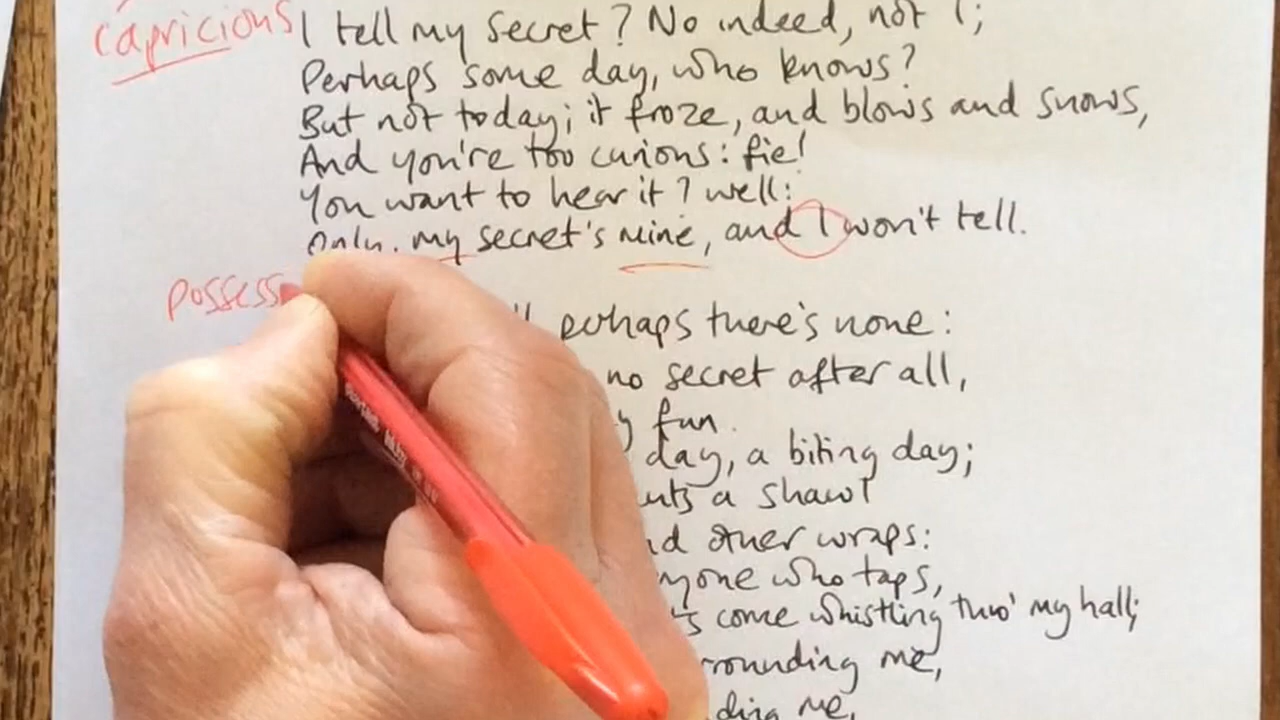 capricious I tell my secret? No indeed, not I;
Perhaps some day, who knows?
But not today; it froze, and blows and snows,
And you're too curious: fie!
You want to hear it? well:
Only, my secret's mine, and I won't tell.
possess
perhaps there's none:
no secret after all,
fun.
day, a biting day;
a shawl
other wraps:
who taps,
come whistling thro' my hall;
me,
me,